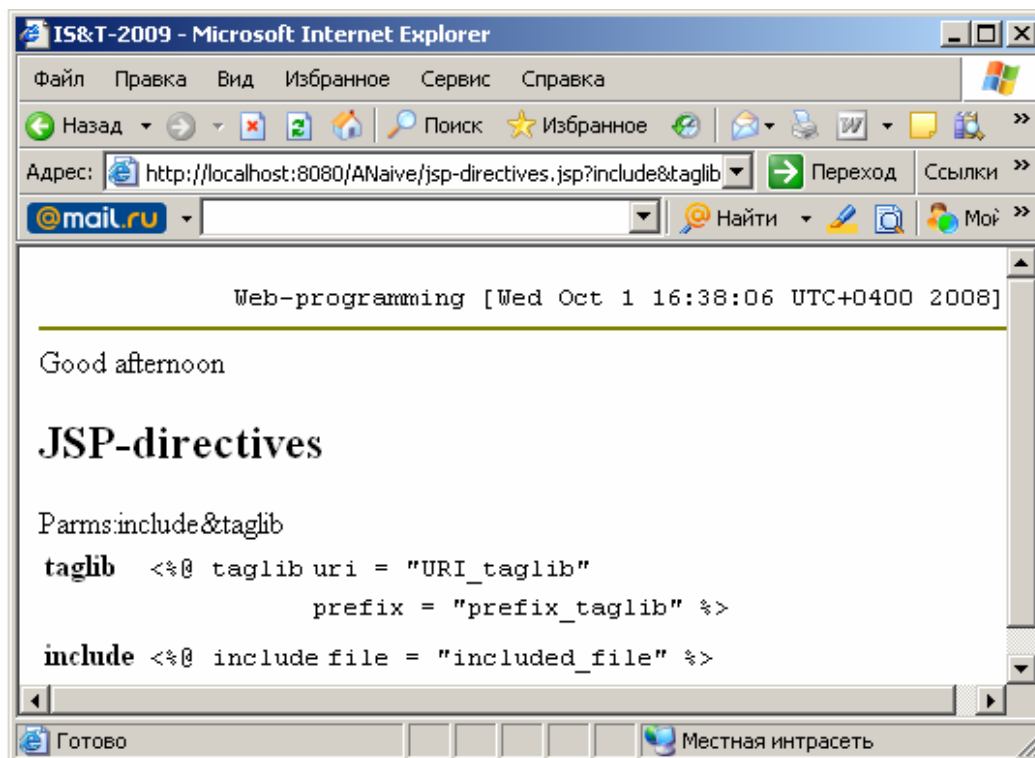 IS&T-2009 - Microsoft Internet Explorer
Файл Правка Вид Избранное Сервис Справка
Назад Поиск Избранное W »
Адрес: http://localhost:8080/ANaive/jsp-directives.jsp?include&taglib Переход Ссылки »
@mail.ru Найти Мой »
Web-programming [Wed Oct 1 16:38:06 UTC+0400 2008]
Good afternoon
JSP-directives
Parms:include&taglib
taglib <%@ taglib uri = "URI_taglib"
prefix = "prefix_taglib" %>
include <%@ include file = "included_file" %>
Готово Местная интрасеть